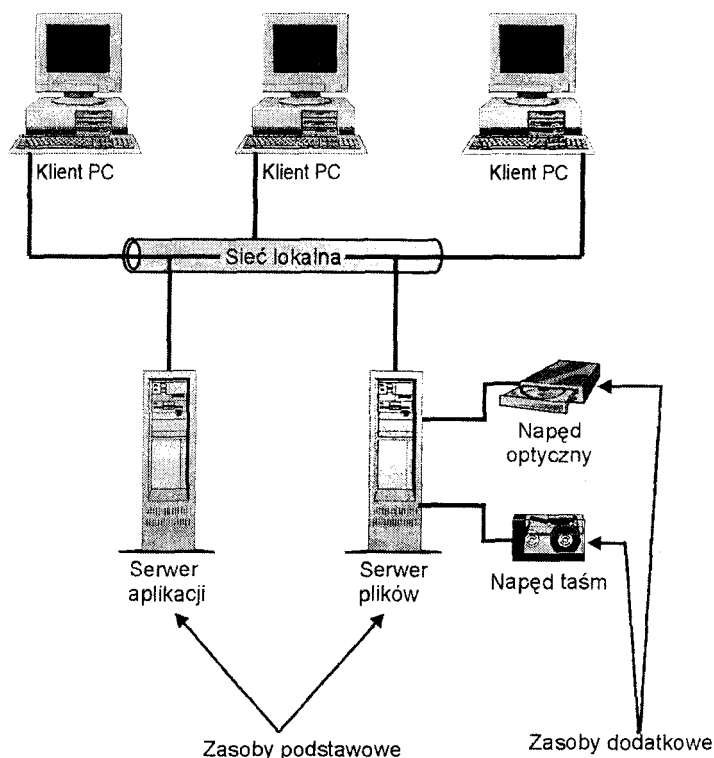 Klient PC
Klient PC
Klient PC
Sieć lokalna
Napęd
optyczny
Serwer
aplikacji
Serwer
plików
Napęd taśm
Zasoby podstawowe
Zasoby dodatkowe